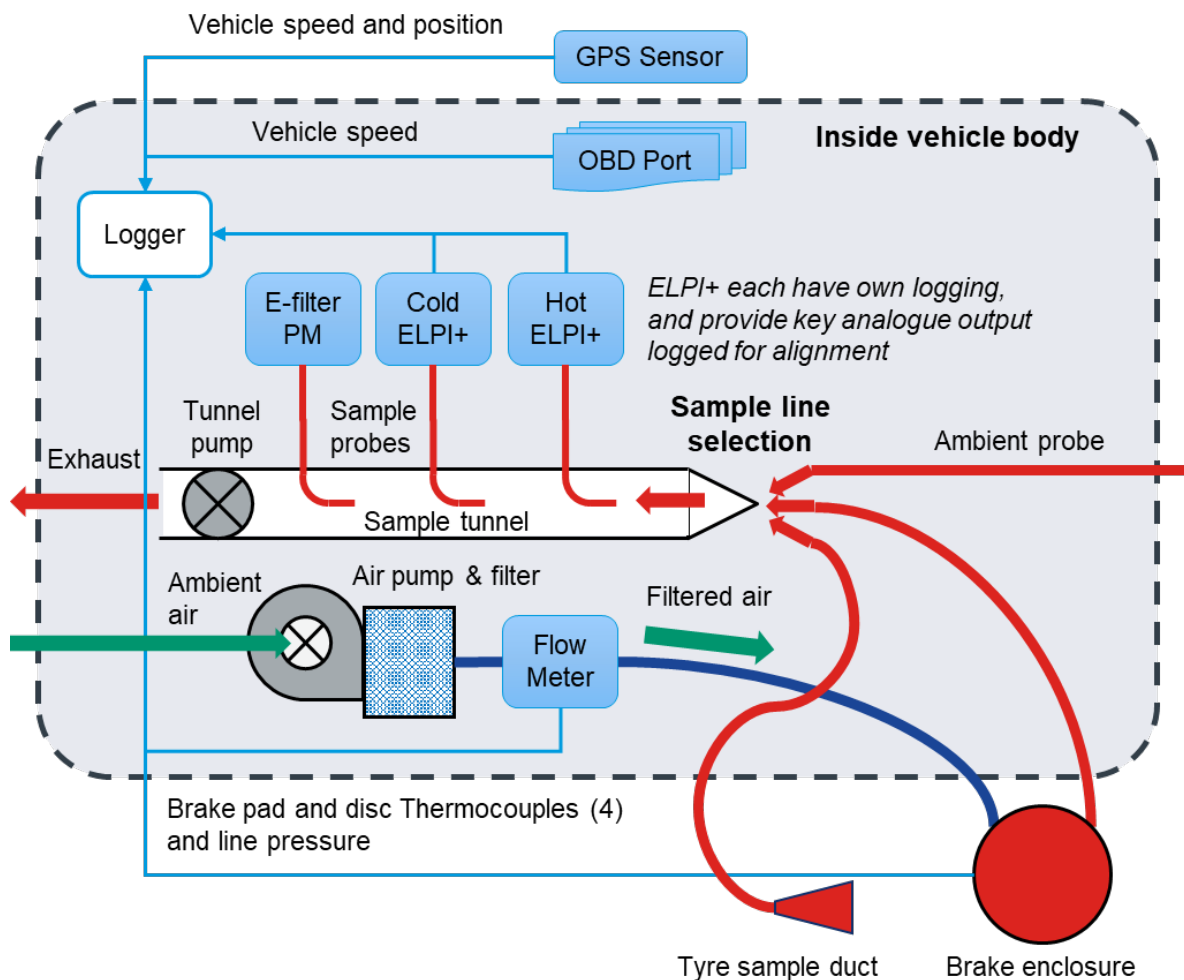 Vehicle speed and position
GPS Sensor
Vehicle speed
OBD Port
Inside vehicle body
Logger
E-filter
PM
Cold
ELPI+
Hot
ELPI+
ELPI+ each have own logging,
and provide key analogue output
logged for alignment
Tunnel
pump
Sample
probes
Sample line
selection
Ambient probe
Exhaust
Sample tunnel
Ambient
air
Air pump & filter
Flow
Meter
Filtered air
Brake pad and disc Thermocouples (4)
and line pressure
Tyre sample duct
Brake enclosure